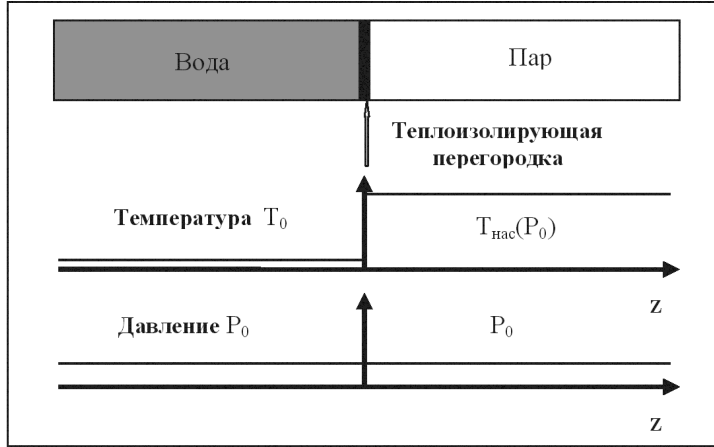 Вода
Пар
Теплоизолирующая
перегородка
Температура T₀
Tнас(P₀)
z
Давление P₀
P₀
z